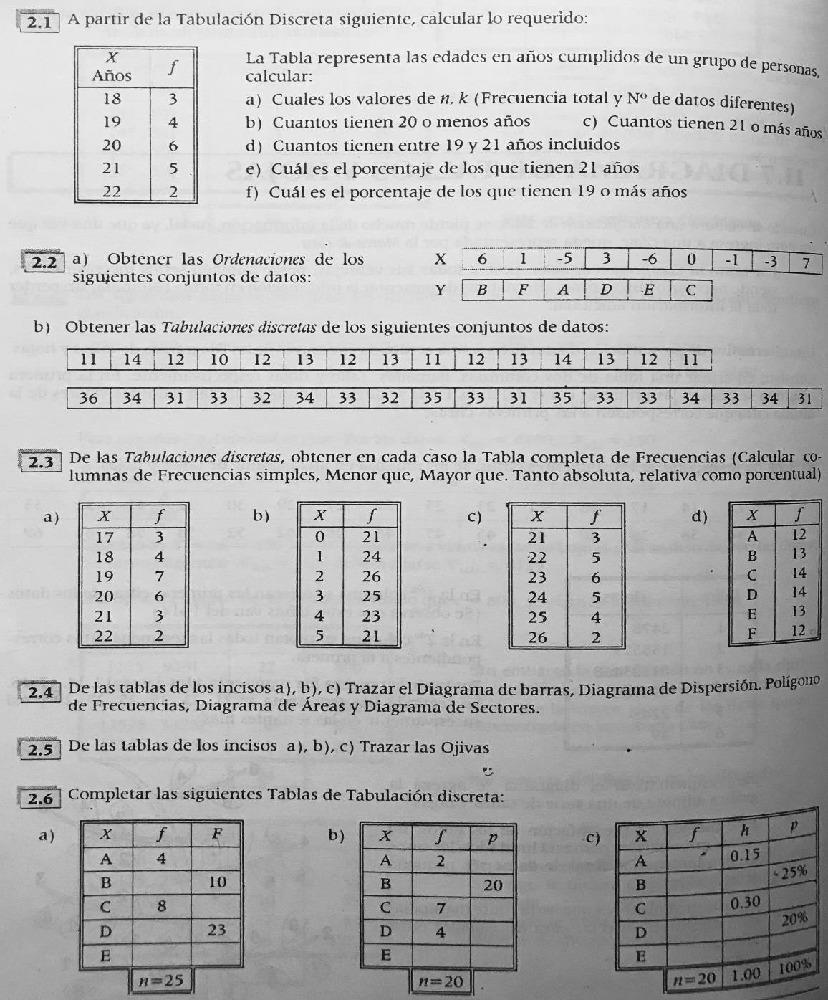 2.1 A partir de la Tabulación Discreta siguiente, calcular lo requerido:
X Años f
18 3
19 4
20 6
21 5
22 2
La Tabla representa las edades en años cumplidos de un grupo de personas,
calcular:
a) Cuales los valores de n, k (Frecuencia total y Nº de datos diferentes)
b) Cuantos tienen 20 o menos años c) Cuantos tienen 21 o más años
d) Cuantos tienen entre 19 y 21 años incluidos
e) Cuál es el porcentaje de los que tienen 21 años
f) Cuál es el porcentaje de los que tienen 19 o más años
2.2 a) Obtener las Ordenaciones de los
siguientes conjuntos de datos:
X 6 1 -5 3 -6 0 -1 -3 7
Y B F A D E C
b) Obtener las Tabulaciones discretas de los siguientes conjuntos de datos:
11 14 12 10 12 13 12 13 11 12 13 14 13 12 11
36 34 31 33 32 34 33 32 35 33 31 35 33 33 34 33 34 31
2.3 De las Tabulaciones discretas, obtener en cada caso la Tabla completa de Frecuencias (Calcular co-
lumnas de Frecuencias simples, Menor que, Mayor que. Tanto absoluta, relativa como porcentual)
a)
X f
17 3
18 4
19 7
20 6
21 3
22 2
b)
X f
0 21
1 24
2 26
3 25
4 23
5 21
c)
X f
21 3
22 5
23 6
24 5
25 4
26 2
d)
X f
A 12
B 13
C 14
D 14
E 13
F 12
2.4 De las tablas de los incisos a), b), c) Trazar el Diagrama de barras, Diagrama de Dispersión, Polígono
de Frecuencias, Diagrama de Áreas y Diagrama de Sectores.
2.5 De las tablas de los incisos a), b), c) Trazar las Ojivas
2.6 Completar las siguientes Tablas de Tabulación discreta:
a)
X f F
A 4
B 10
C 8
D 23
E
n=25
b)
X f p
A 2
B 20
C 7
D 4
E
n=20
c)
X f h p
A 0.15
B 25%
C 0.30
D 20%
E
n=20 1.00 100%